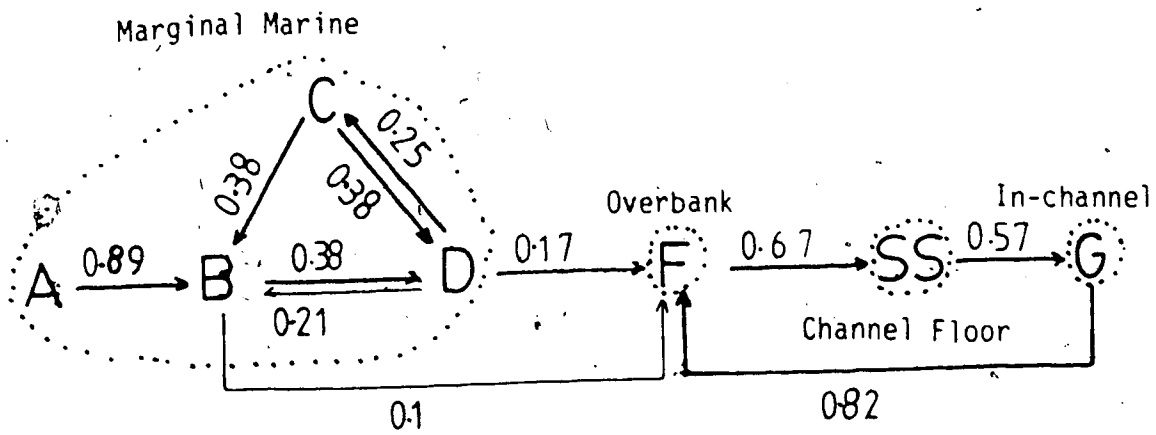 Marginal Marine
C
0·25
0·38
0·38
Overbank
In-channel
A
0·89
B
0·38
D
0·17
F
0·67
SS
0·57
G
0·21
Channel Floor
0·1
0·82